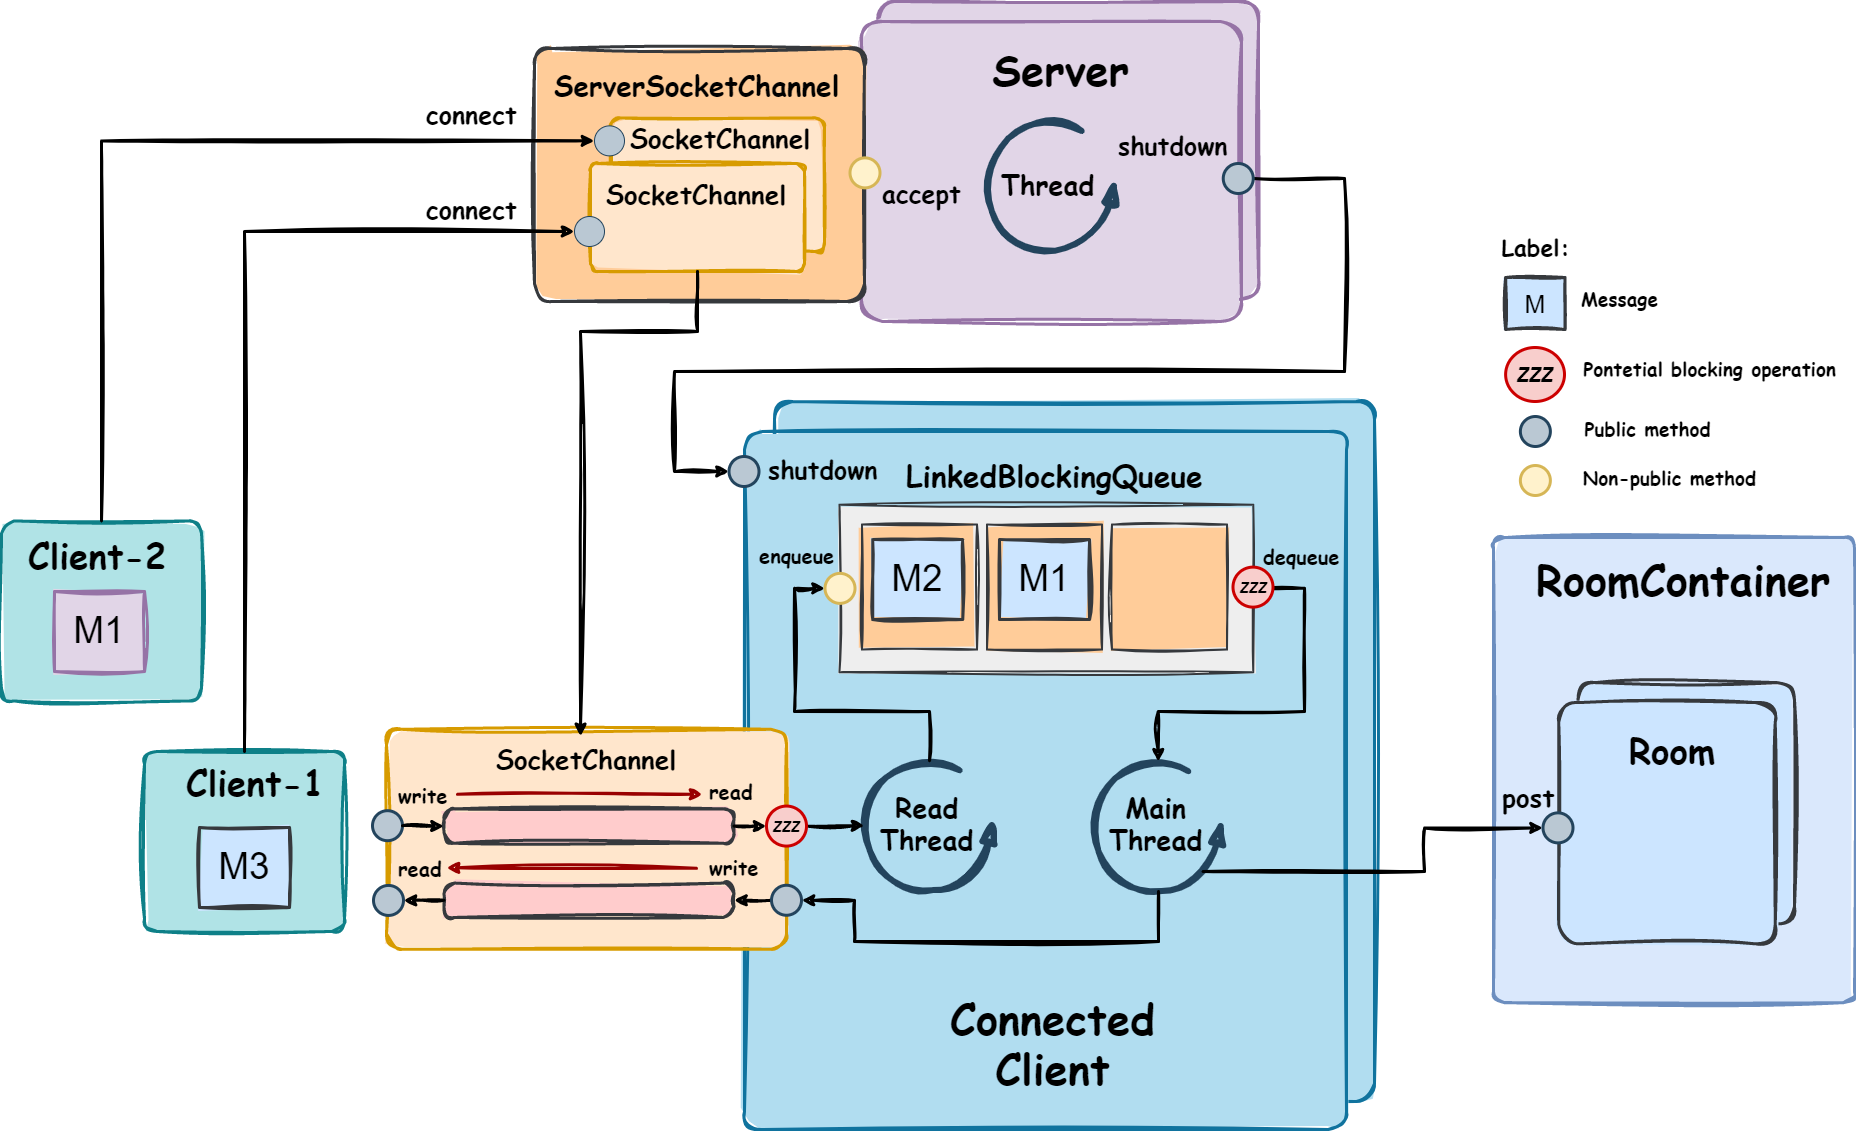 Server
ServerSocketChannel
connect
SocketChannel
shutdown
Thread
accept
SocketChannel
connect
Label:
M
Message
zzz
Pontetial blocking operation
Public method
Non-public method
shutdown
LinkedBlockingQueue
enqueue
dequeue
M2
M1
zzz
Client-2
M1
RoomContainer
Room
post
Client-1
M3
SocketChannel
write
read
zzz
read
write
Read
Thread
Main
Thread
Connected
Client